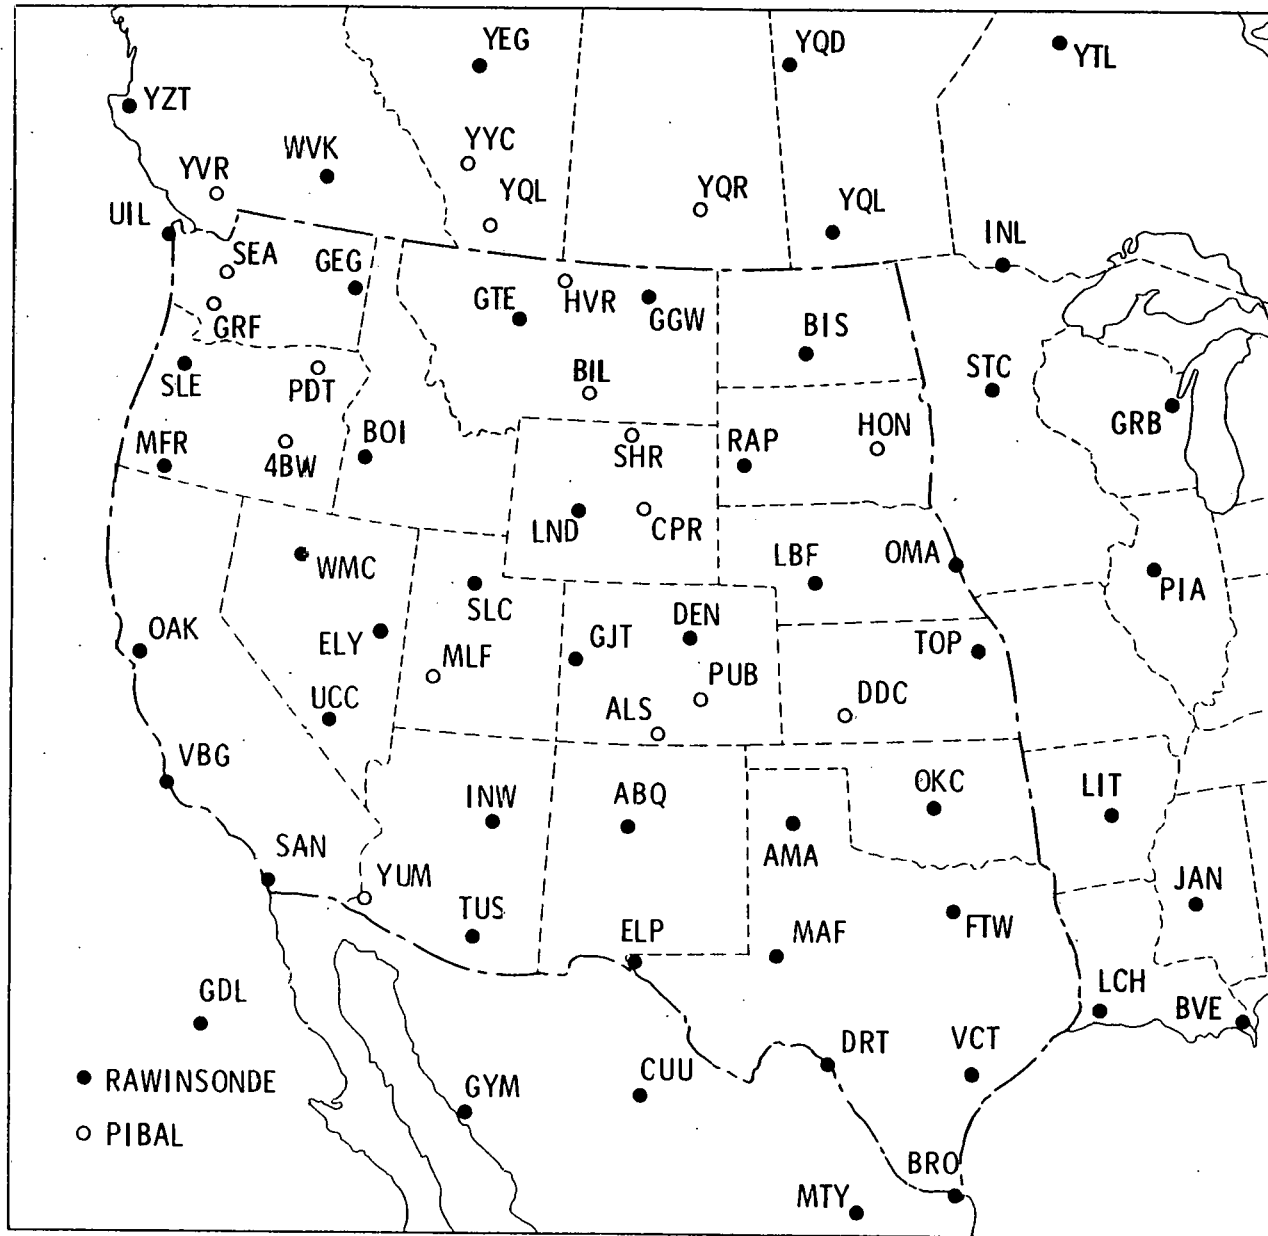 YEG
YQD
YTL
YZT
YYC
WVK
YVR
YQL
YQR
YQL
UIL
INL
SEA
GEG
GTE
HVR
GGW
GRF
BIS
SLE
PDT
BIL
STC
GRB
MFR
4BW
BOI
SHR
RAP
HON
LND
CPR
LBF
OMA
WMC
SLC
PIA
OAK
ELY
MLF
GJT
DEN
TOP
UCC
PUB
ALS
DDC
VBG
INW
ABQ
OKC
LIT
AMA
SAN
YUM
JAN
TUS
ELP
MAF
FTW
GDL
LCH
BVE
DRT
VCT
RAWINSONDE
GYM
CUU
PIBAL
BRO
MTY